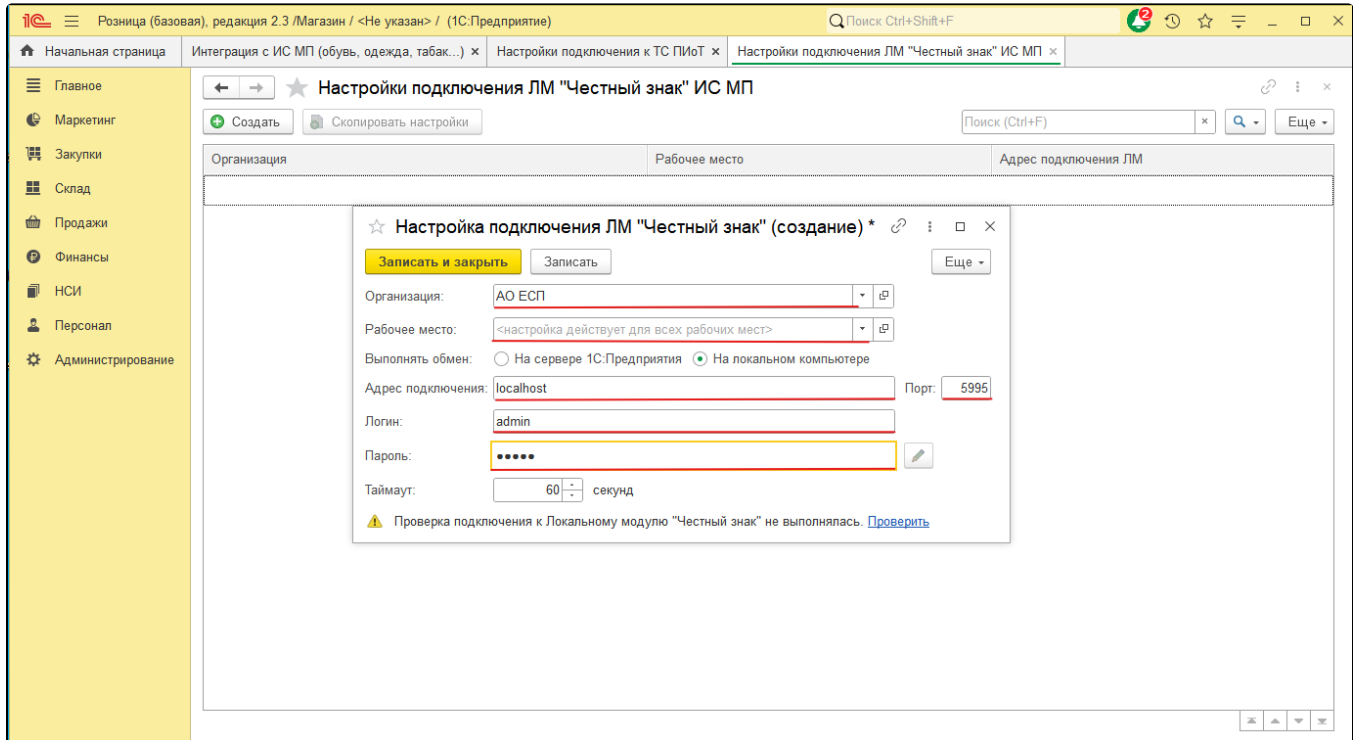 1С Розница (базовая), редакция 2.3 /Магазин / <Не указан> / (1С:Предприятие) Поиск Ctrl+Shift+F 2
Начальная страница Интеграция с ИС МП (обувь, одежда, табак...) × Настройки подключения к ТС ПИоТ × Настройки подключения ЛМ "Честный знак" ИС МП ×
Главное
Маркетинг
Закупки
Склад
Продажи
Финансы
НСИ
Персонал
Администрирование
Настройки подключения ЛМ "Честный знак" ИС МП
Создать Скопировать настройки Поиск (Ctrl+F) × Еще
Организация Рабочее место Адрес подключения ЛМ
Настройка подключения ЛМ "Честный знак" (создание) *
Записать и закрыть Записать Еще
Организация: АО ЕСП
Рабочее место: <настройка действует для всех рабочих мест>
Выполнять обмен: На сервере 1С:Предприятия На локальном компьютере
Адрес подключения: localhost Порт: 5995
Логин: admin
Пароль: •••••
Таймаут: 60 секунд
Проверка подключения к Локальному модулю "Честный знак" не выполнялась. Проверить